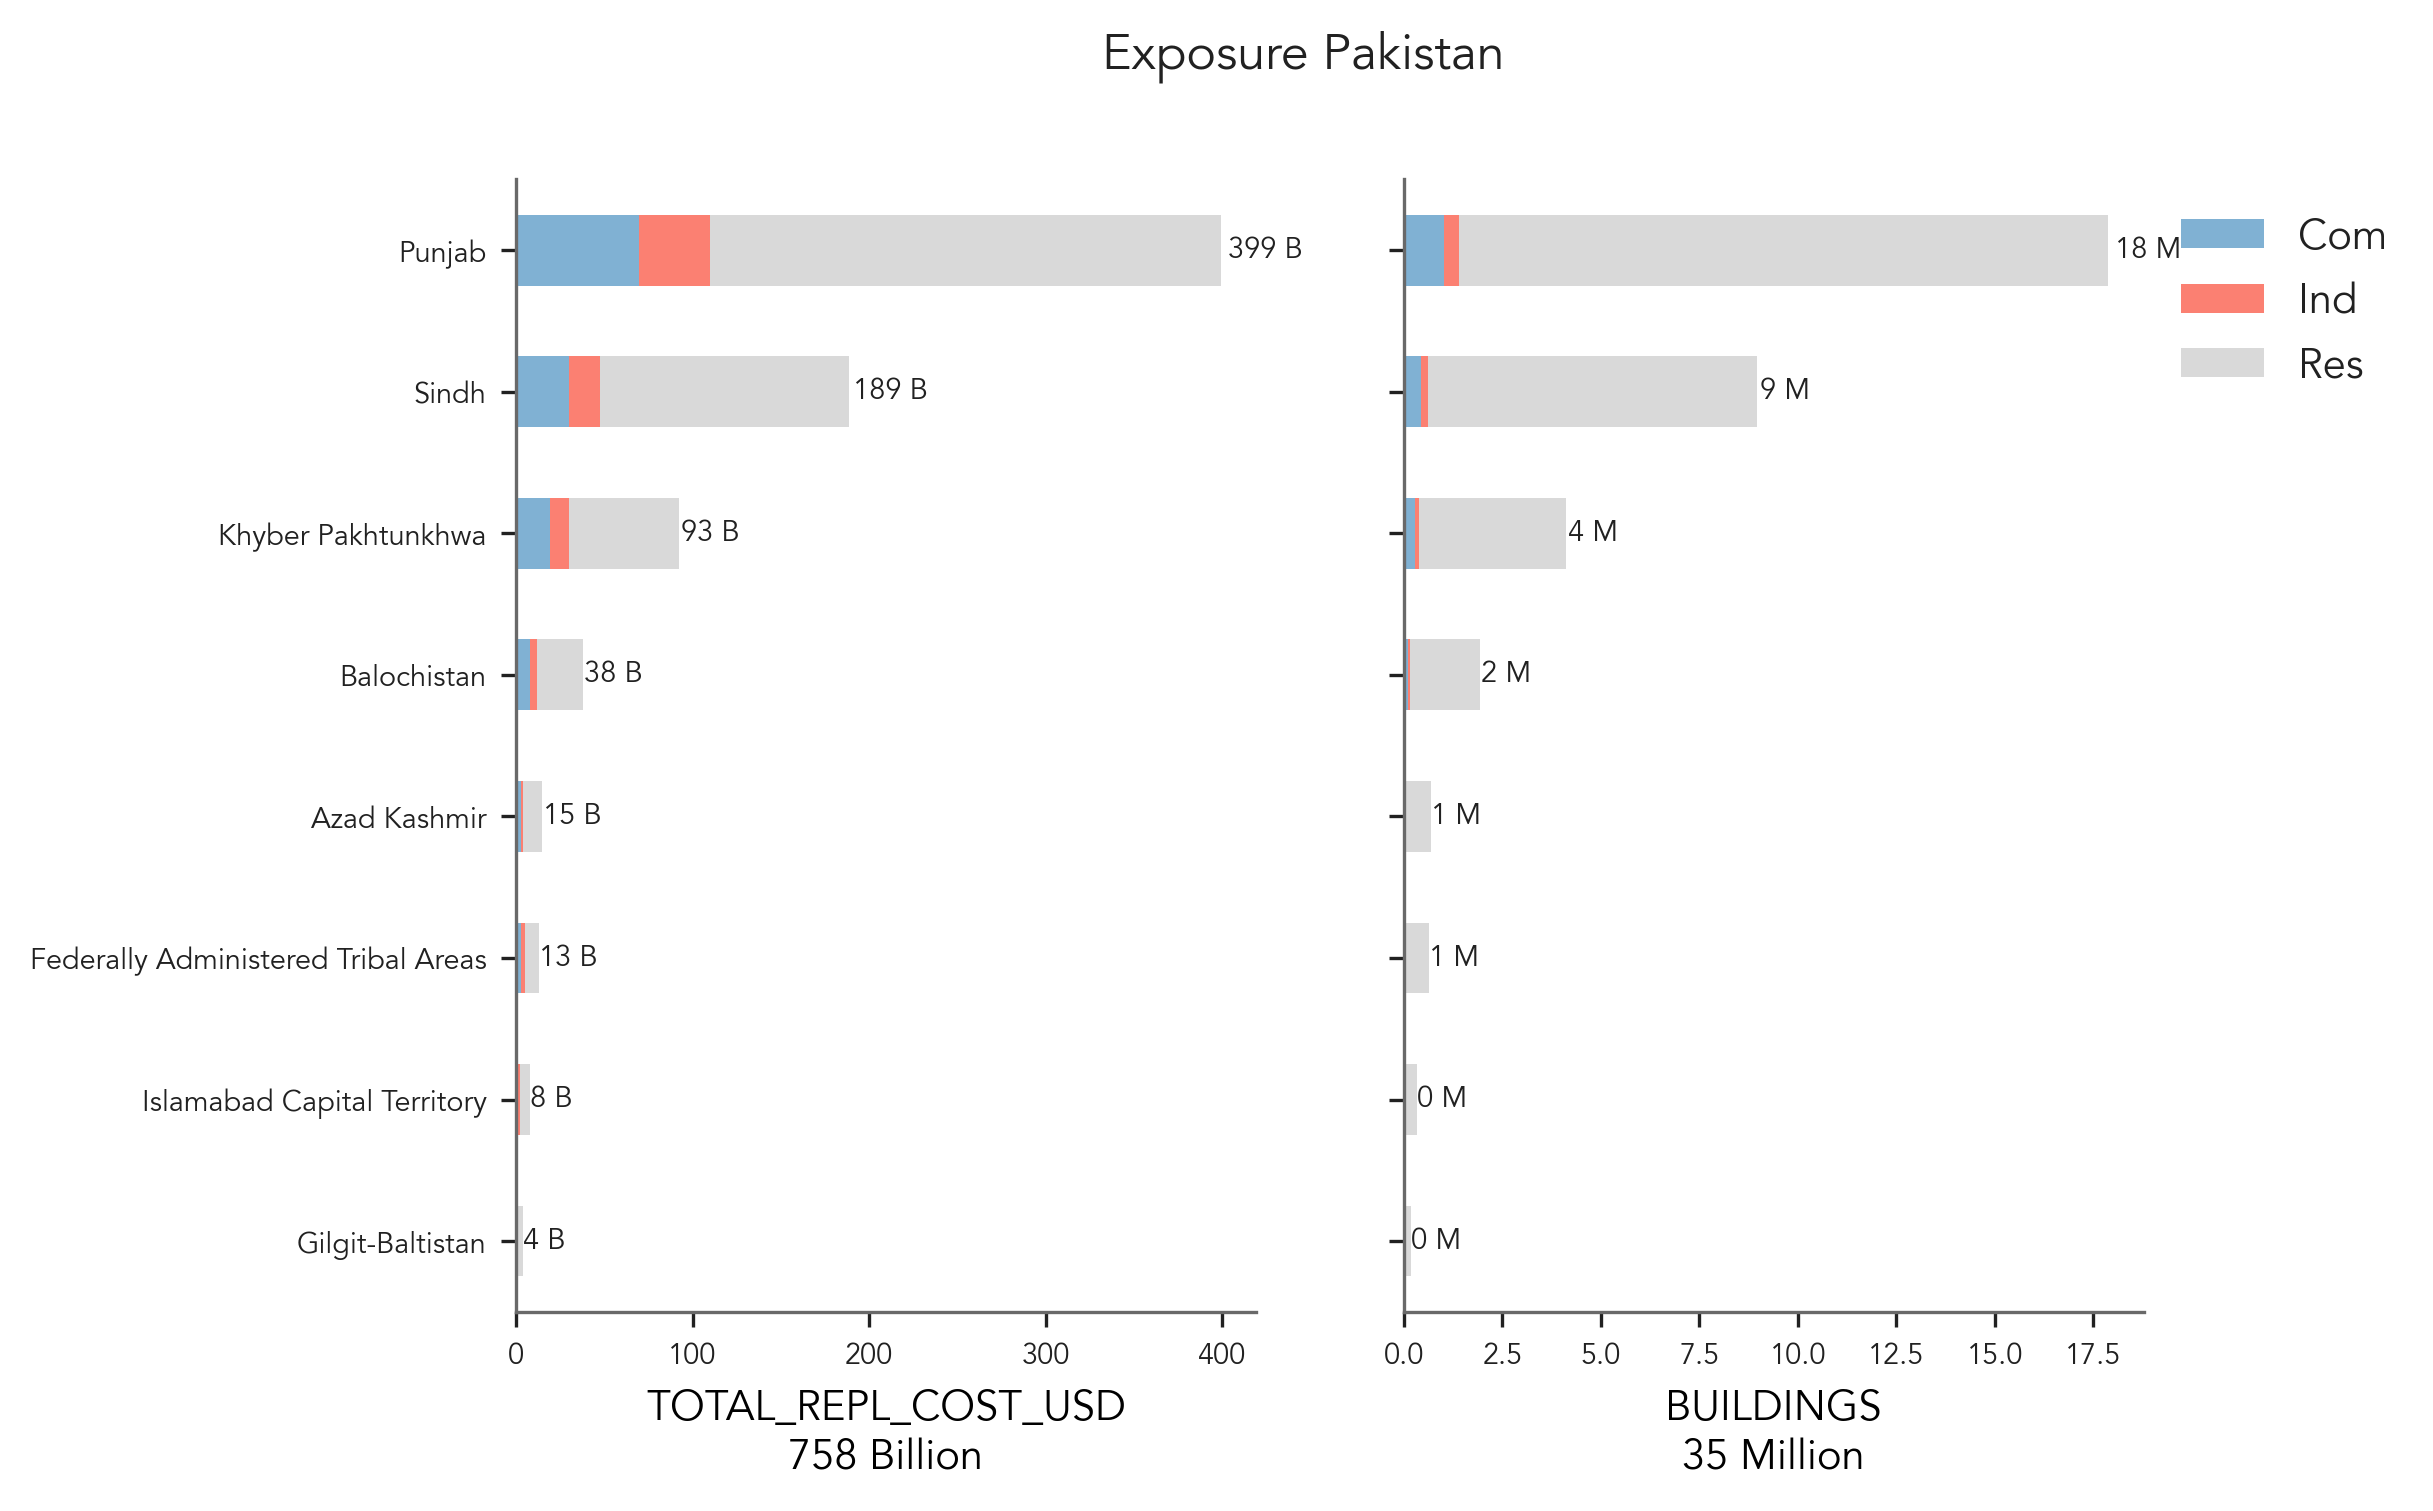 Exposure Pakistan
Punjab
Sindh
Khyber Pakhtunkhwa
Balochistan
Azad Kashmir
Federally Administered Tribal Areas
Islamabad Capital Territory
Gilgit-Baltistan
399 B
189 B
93 B
38 B
15 B
13 B
8 B
4 B
0 100 200 300 400
TOTAL_REPL_COST_USD
758 Billion
18 M
9 M
4 M
2 M
1 M
1 M
0 M
0 M
0.0 2.5 5.0 7.5 10.0 12.5 15.0 17.5
BUILDINGS
35 Million
Com
Ind
Res